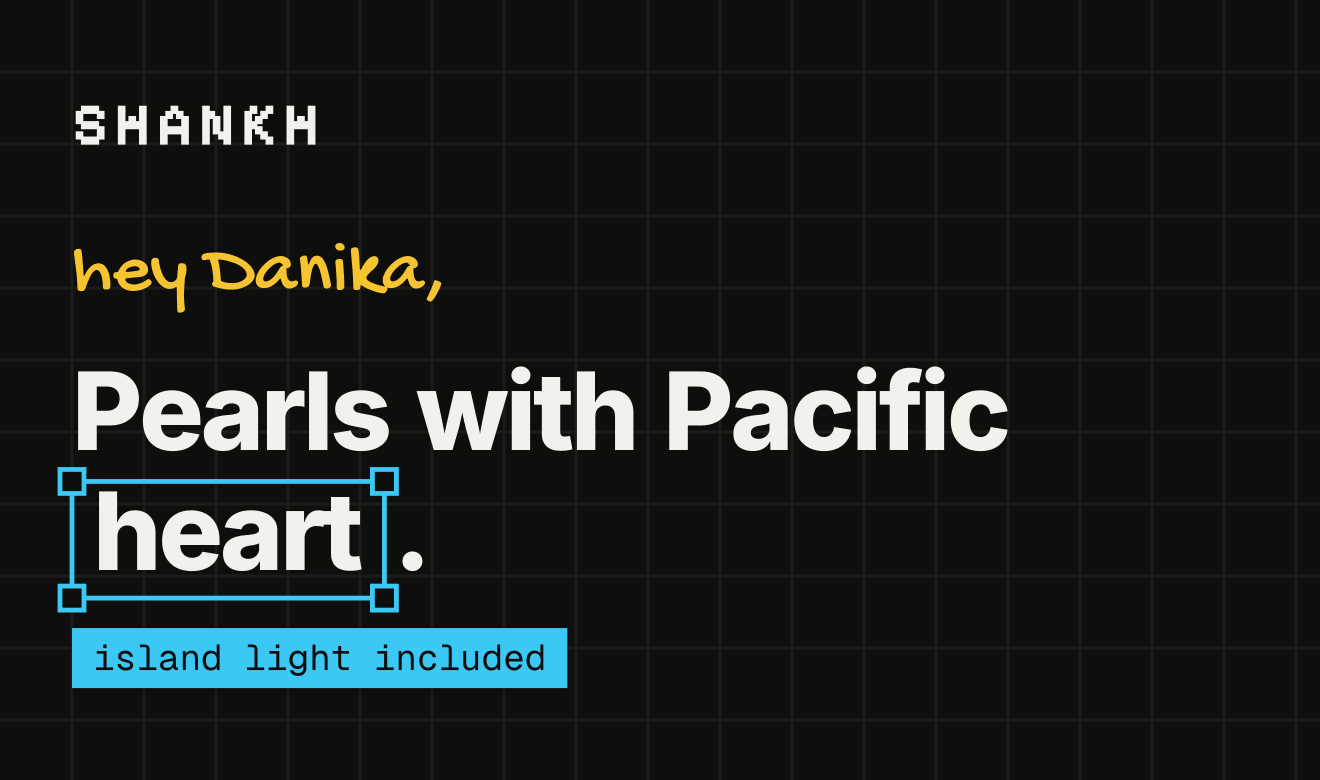 SHANKH
hey Danika,
Pearls with Pacific
heart.
island light included